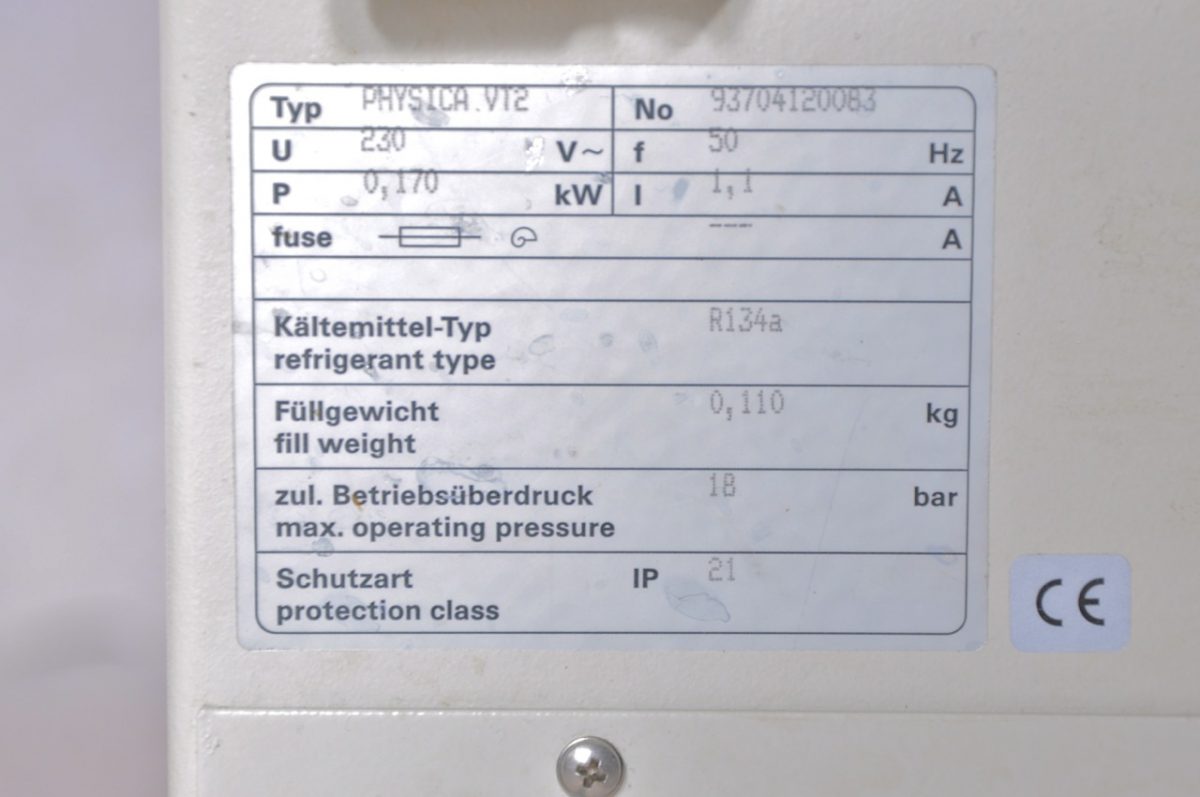 Typ PHYSICA VT2 No 93704120083
U 230 V~ f 50 Hz
P 0,170 kW I 1,1 A
fuse ---- A
Kältemittel-Typ R134a
refrigerant type
Füllgewicht 0,110 kg
fill weight
zul. Betriebsüberdruck 18 bar
max. operating pressure
Schutzart IP 21
protection class
CE